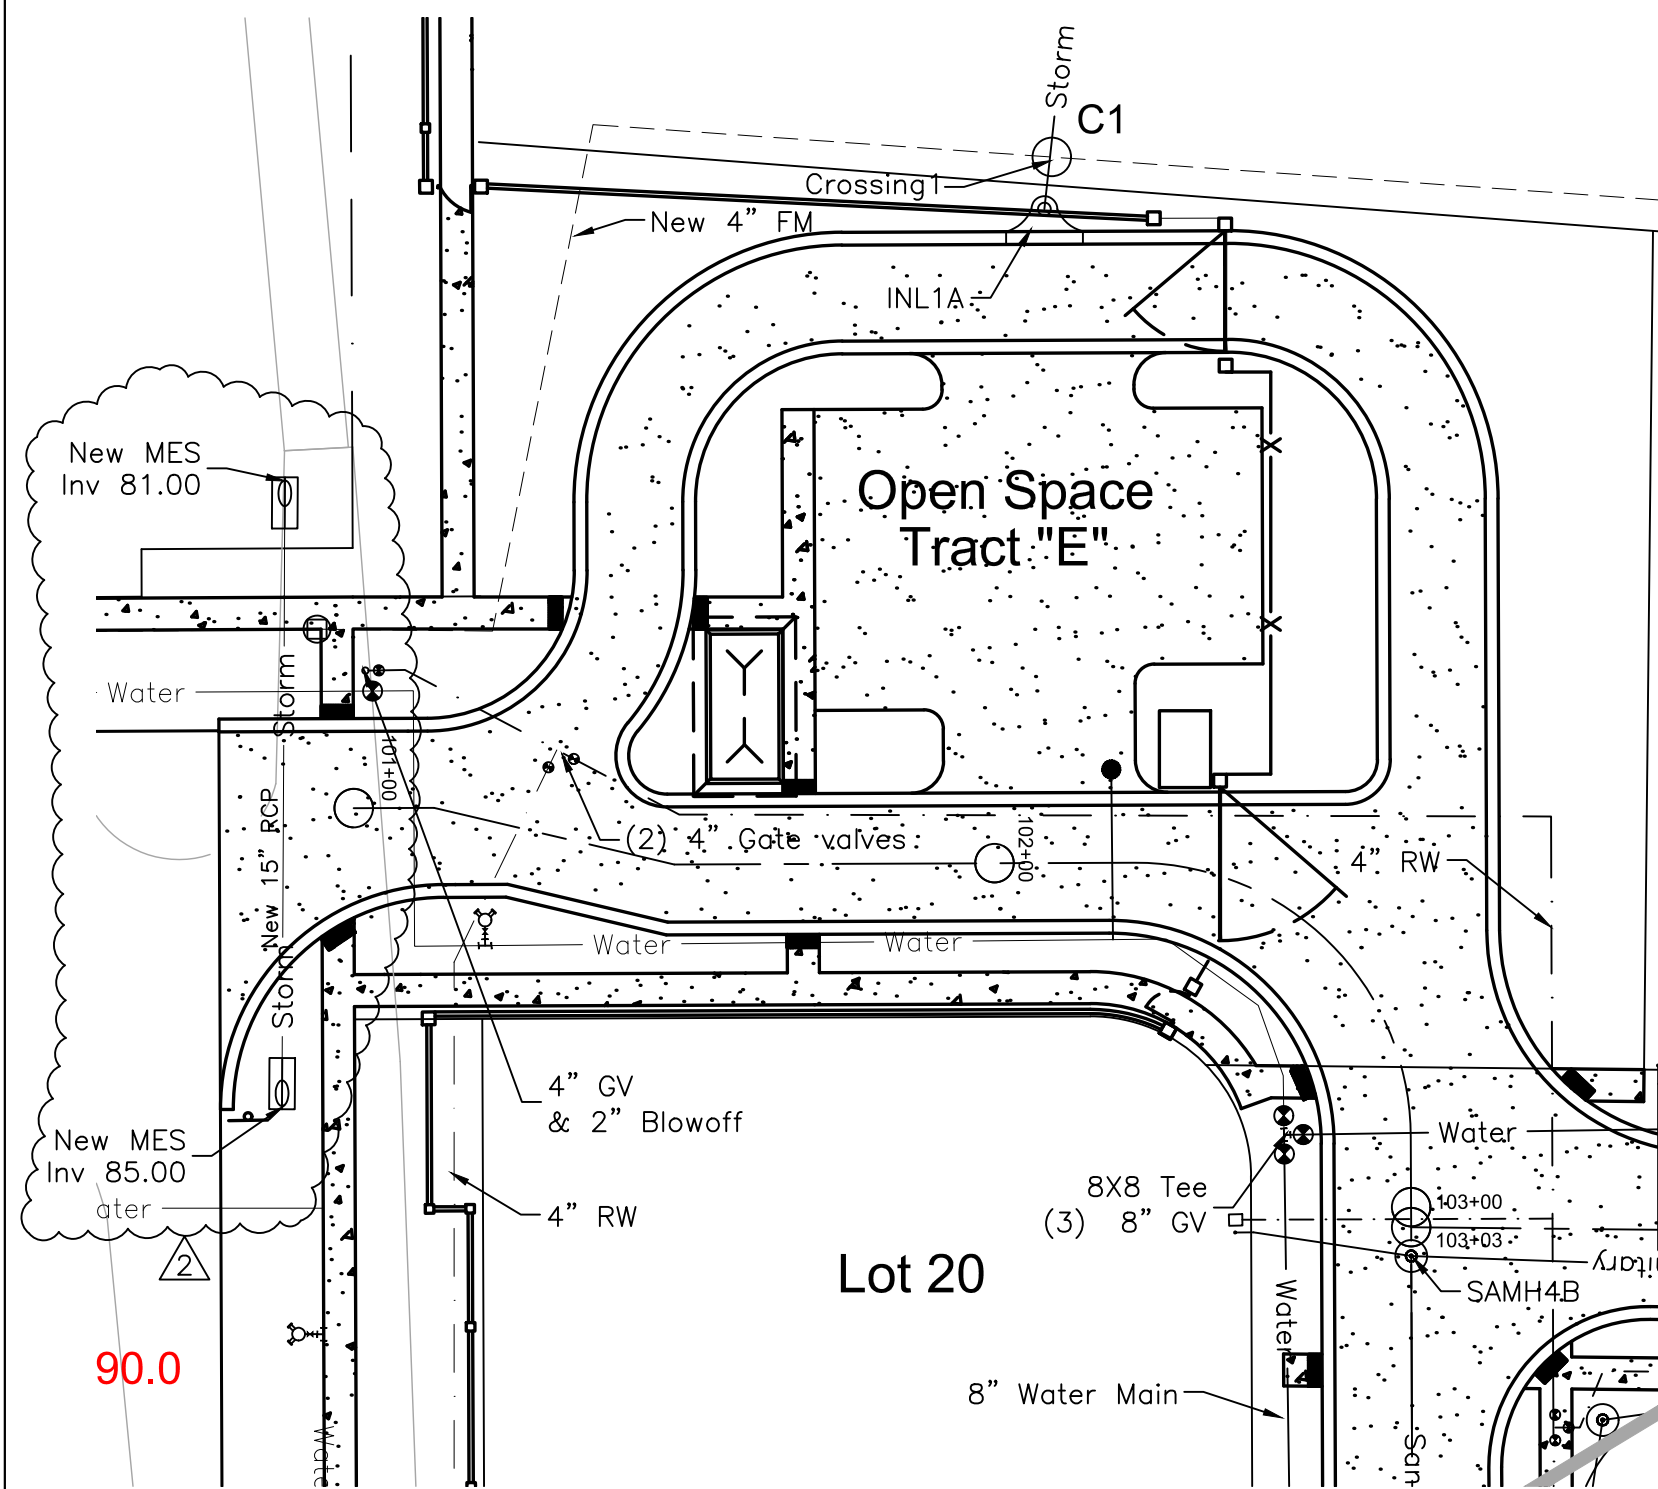 Storm
C1
Crossing1
New 4” FM
INL1A
New MES
Inv 81.00
Open Space
Tract "E"
Water
Storm
101+00
New 15” RCP
(2) 4” Gate valves
102+00
4” RW
Storm
Water
Water
4” GV
& 2” Blowoff
New MES
Inv 85.00
ater
4” RW
2
8X8 Tee
(3) 8” GV
Water
103+00
103+03
SAMH4B
Lot 20
Water
90.0
8” Water Main
Wate
San